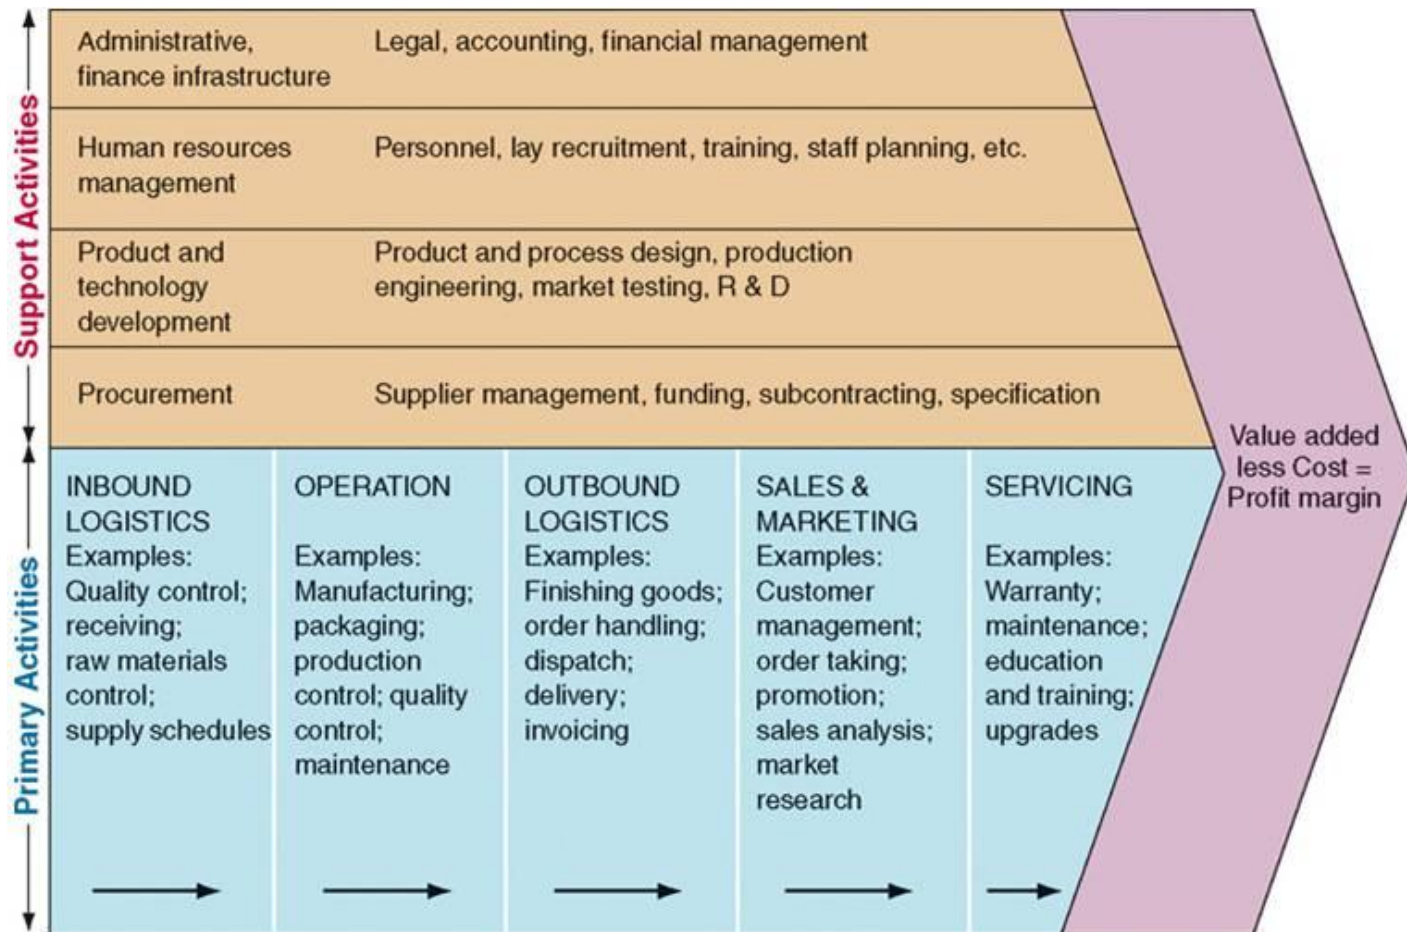 Support Activities
Administrative,
finance infrastructure
Legal, accounting, financial management
Human resources
management
Personnel, lay recruitment, training, staff planning, etc.
Product and
technology
development
Product and process design, production
engineering, market testing, R & D
Procurement
Supplier management, funding, subcontracting, specification
Primary Activities
INBOUND
LOGISTICS
Examples:
Quality control;
receiving;
raw materials
control;
supply schedules
OPERATION
Examples:
Manufacturing;
packaging;
production
control; quality
control;
maintenance
OUTBOUND
LOGISTICS
Examples:
Finishing goods;
order handling;
dispatch;
delivery;
invoicing
SALES &
MARKETING
Examples:
Customer
management;
order taking;
promotion;
sales analysis;
market
research
SERVICING
Examples:
Warranty;
maintenance;
education
and training;
upgrades
Value added
less Cost =
Profit margin